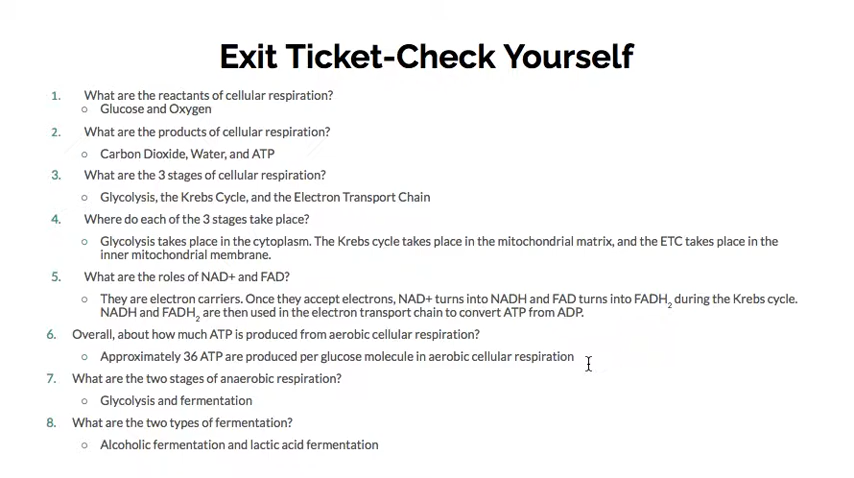 Exit Ticket-Check Yourself
1. What are the reactants of cellular respiration?
○ Glucose and Oxygen
2. What are the products of cellular respiration?
○ Carbon Dioxide, Water, and ATP
3. What are the 3 stages of cellular respiration?
○ Glycolysis, the Krebs Cycle, and the Electron Transport Chain
4. Where do each of the 3 stages take place?
○ Glycolysis takes place in the cytoplasm. The Krebs cycle takes place in the mitochondrial matrix, and the ETC takes place in the
inner mitochondrial membrane.
5. What are the roles of NAD+ and FAD?
○ They are electron carriers. Once they accept electrons, NAD+ turns into NADH and FAD turns into FADH₂ during the Krebs cycle.
NADH and FADH₂ are then used in the electron transport chain to convert ATP from ADP.
6. Overall, about how much ATP is produced from aerobic cellular respiration?
○ Approximately 36 ATP are produced per glucose molecule in aerobic cellular respiration
7. What are the two stages of anaerobic respiration?
○ Glycolysis and fermentation
8. What are the two types of fermentation?
○ Alcoholic fermentation and lactic acid fermentation